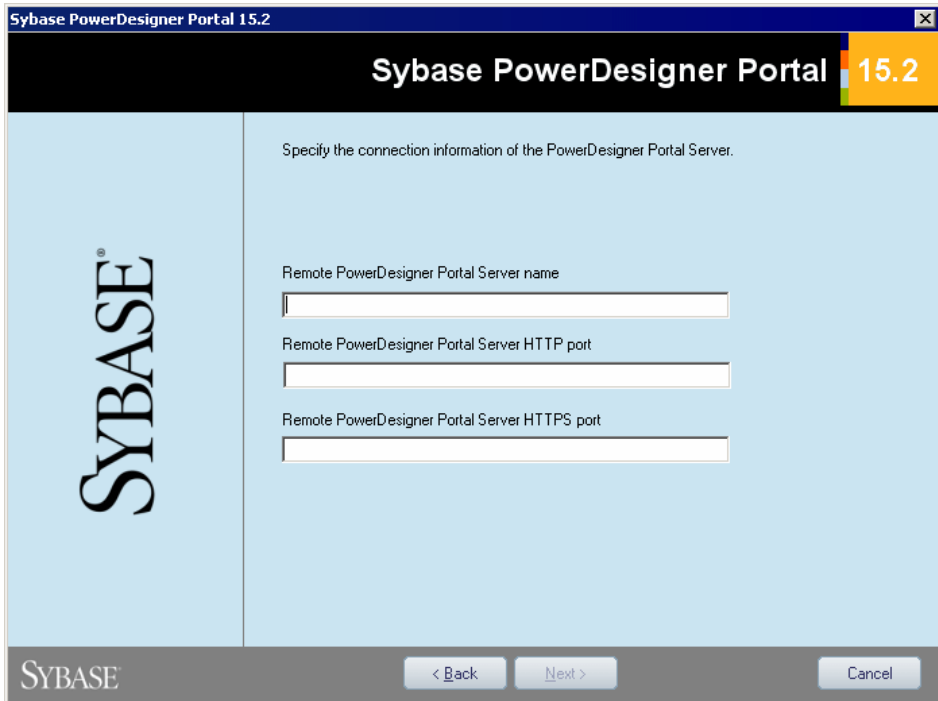 Sybase PowerDesigner Portal 15.2
Sybase PowerDesigner Portal 15.2
Specify the connection information of the PowerDesigner Portal Server.
SYBASE®
Remote PowerDesigner Portal Server name
Remote PowerDesigner Portal Server HTTP port
Remote PowerDesigner Portal Server HTTPS port
SYBASE
< Back
Next >
Cancel